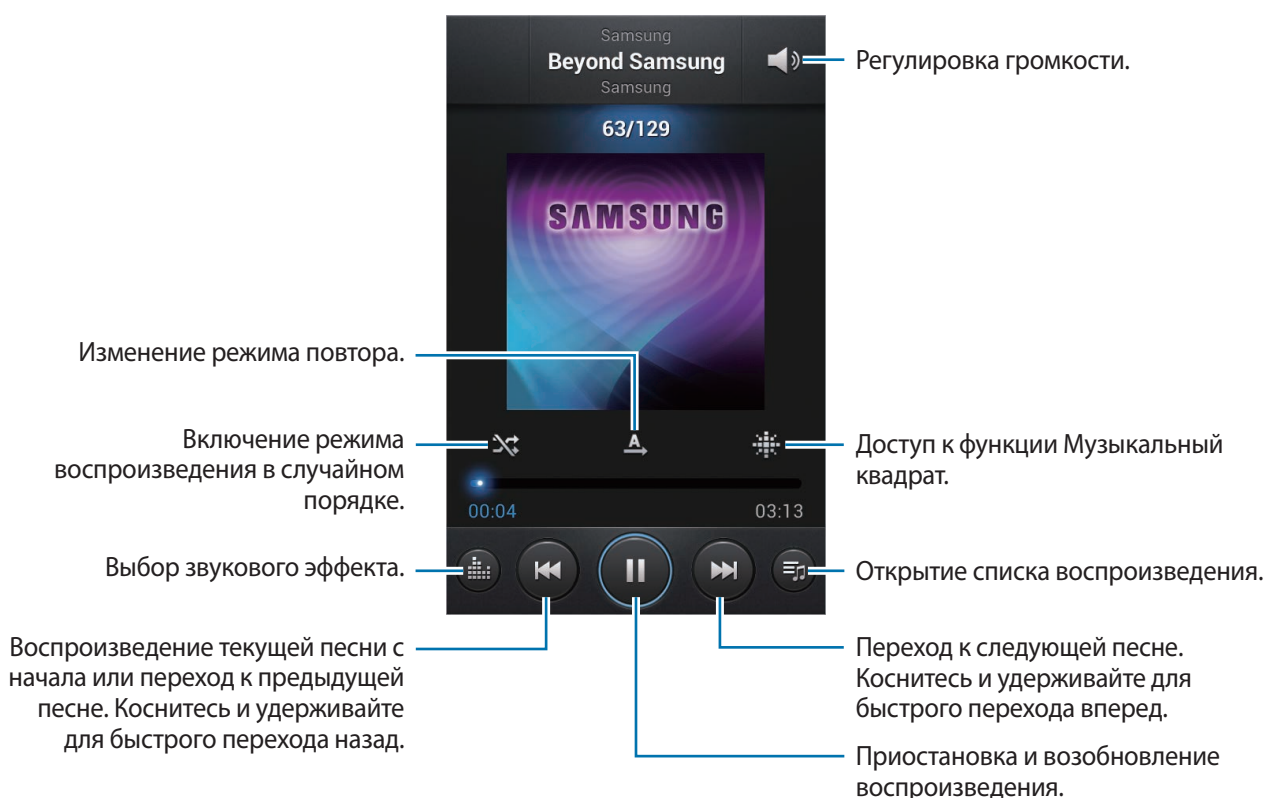 Samsung
Beyond Samsung
Samsung
Регулировка громкости.
63/129
SAMSUNG
Изменение режима повтора.
A
Включение режима
воспроизведения в случайном
порядке.
Доступ к функции Музыкальный
квадрат.
00:04
03:13
Выбор звукового эффекта.
Открытие списка воспроизведения.
Воспроизведение текущей песни с
начала или переход к предыдущей
песне. Коснитесь и удерживайте
для быстрого перехода назад.
Переход к следующей песне.
Коснитесь и удерживайте для
быстрого перехода вперед.
Приостановка и возобновление
воспроизведения.